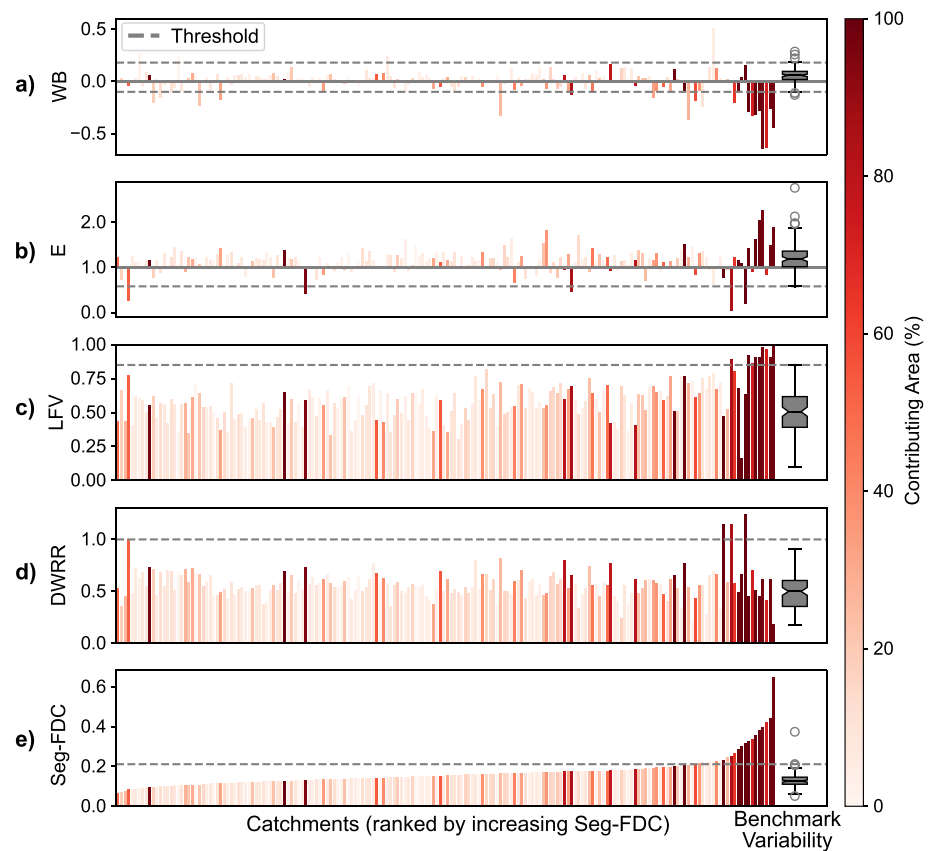 a)
WB
0.5
0.0
−0.5
Threshold
b)
E
2.0
1.0
0.0
c)
LFV
1.00
0.75
0.50
0.25
0.00
d)
DWRR
1.0
0.5
0.0
e)
Seg-FDC
0.6
0.4
0.2
0.0
Catchments (ranked by increasing Seg-FDC)
Benchmark
Variability
100
80
60
40
20
0
Contributing Area (%)